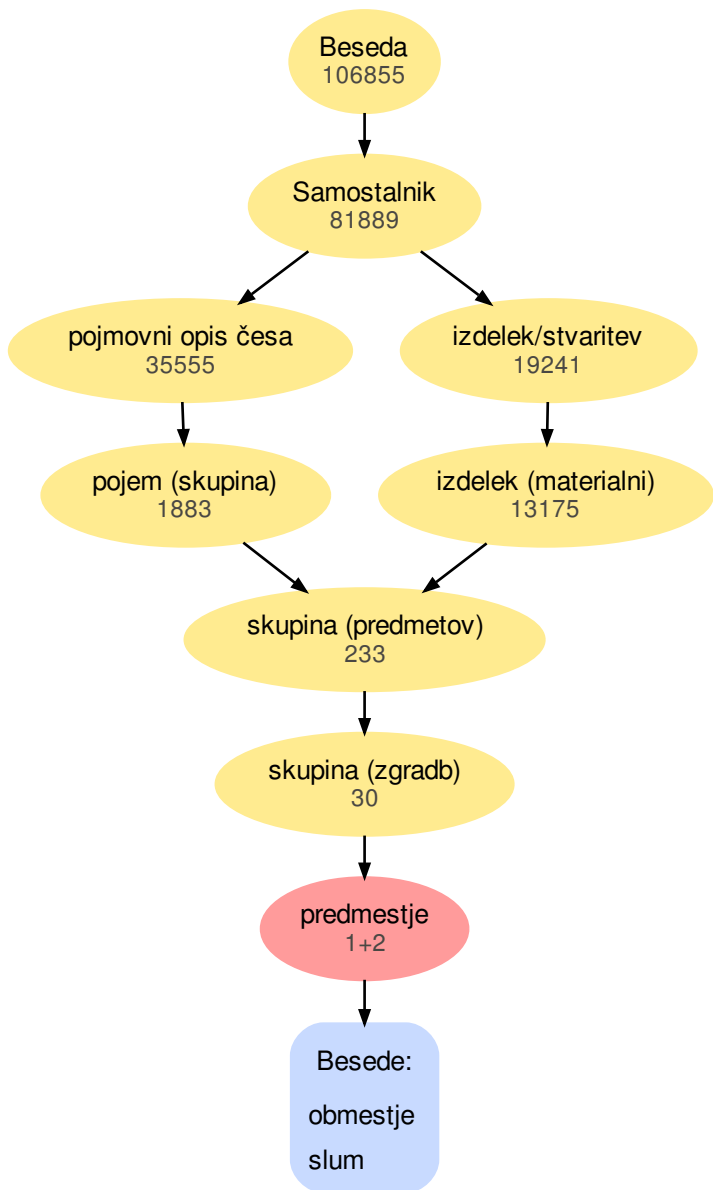 Beseda
106855
Samostalnik
81889
pojmovni opis česa
35555
izdelek/stvaritev
19241
pojem (skupina)
1883
izdelek (materialni)
13175
skupina (predmetov)
233
skupina (zgradb)
30
predmestje
1+2
Besede:
obmestje
slum